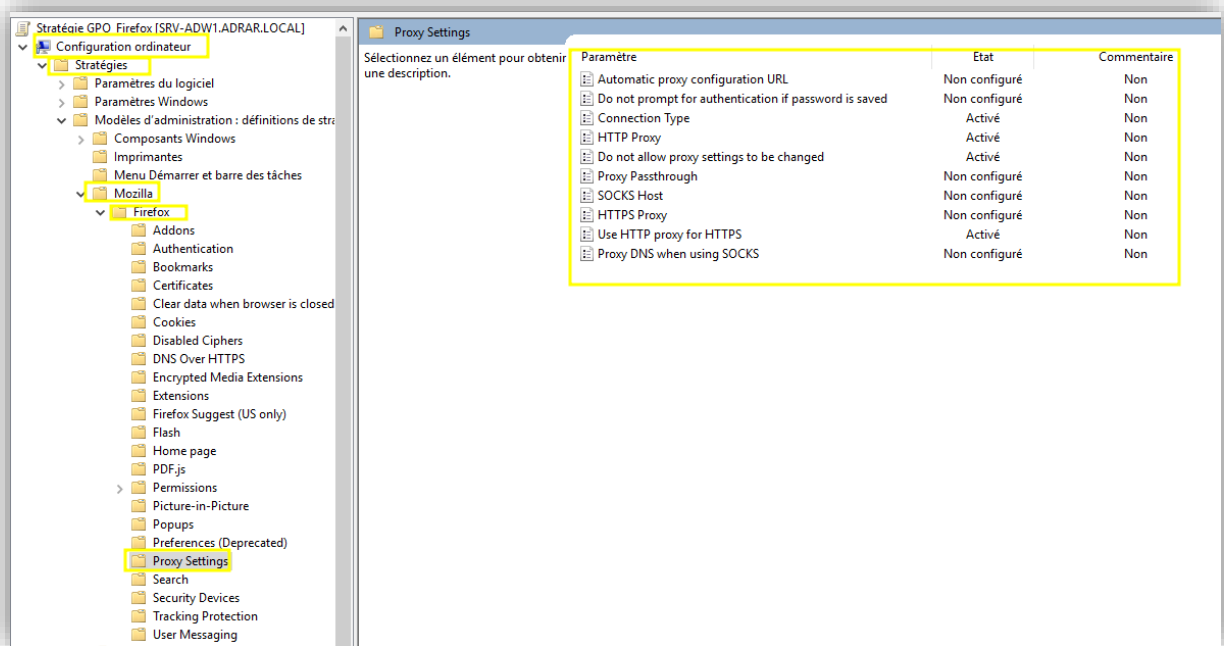 Stratégie GPO_Firefox [SRV-ADW1.ADRAR.LOCAL]
Configuration ordinateur
Stratégies
Paramètres du logiciel
Paramètres Windows
Modèles d'administration : définitions de stra
Composants Windows
Imprimantes
Menu Démarrer et barre des tâches
Mozilla
Firefox
Addons
Authentication
Bookmarks
Certificates
Clear data when browser is closed
Cookies
Disabled Ciphers
DNS Over HTTPS
Encrypted Media Extensions
Extensions
Firefox Suggest (US only)
Flash
Home page
PDF.js
Permissions
Picture-in-Picture
Popups
Preferences (Deprecated)
Proxy Settings
Search
Security Devices
Tracking Protection
User Messaging
Proxy Settings
Sélectionnez un élément pour obtenir
une description.
Paramètre Etat Commentaire
Automatic proxy configuration URL Non configuré Non
Do not prompt for authentication if password is saved Non configuré Non
Connection Type Activé Non
HTTP Proxy Activé Non
Do not allow proxy settings to be changed Activé Non
Proxy Passthrough Non configuré Non
SOCKS Host Non configuré Non
HTTPS Proxy Non configuré Non
Use HTTP proxy for HTTPS Activé Non
Proxy DNS when using SOCKS Non configuré Non